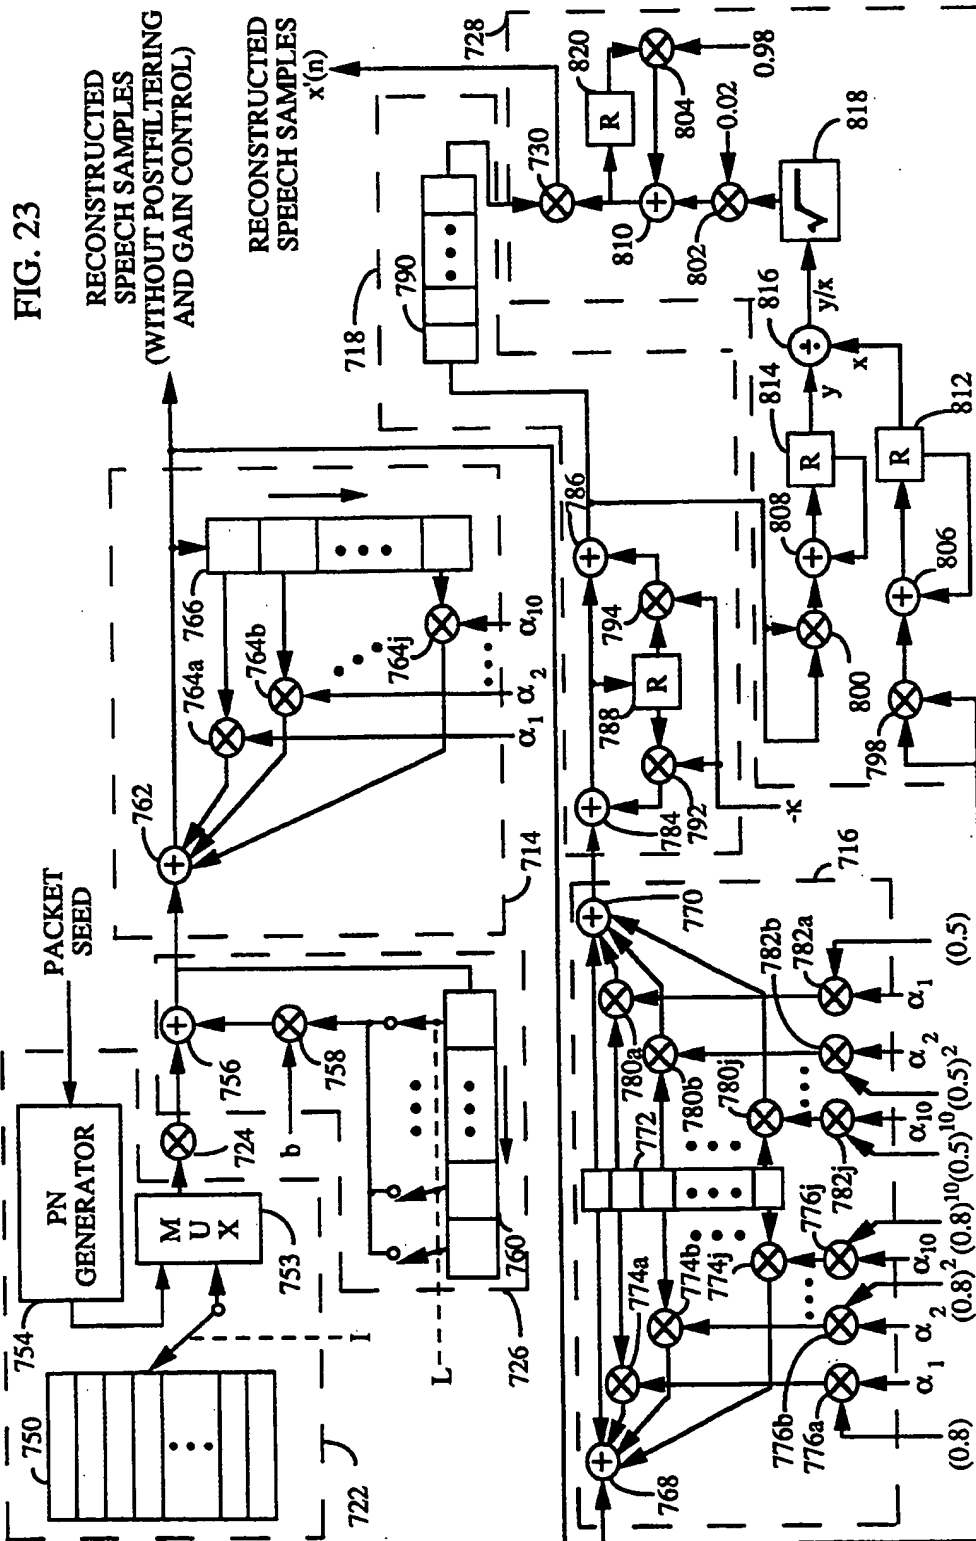 FIG. 23
RECONSTRUCTED
SPEECH SAMPLES
(WITHOUT POSTFILTERING
AND GAIN CONTROL)
RECONSTRUCTED
SPEECH SAMPLES
x'(n)
PACKET
SEED
PN
GENERATOR
754
750
722
M
U
X
753
I
724
756
758
b
L
760
726
762
764a
764b
764j
766
α1
α2
α10
714
718
790
728
730
820
R
804
0.98
810
802
0.02
818
816
y/x
y
x
814
R
812
R
808
806
800
798
786
794
788
R
792
784
-κ
716
770
772
780a
780b
780j
782a
782b
782j
(0.5)
α1
α2
(0.5)²
α10
(0.5)¹⁰
768
774a
774b
774j
776a
776b
776j
(0.8)
α1
α2
(0.8)²
α10
(0.8)¹⁰